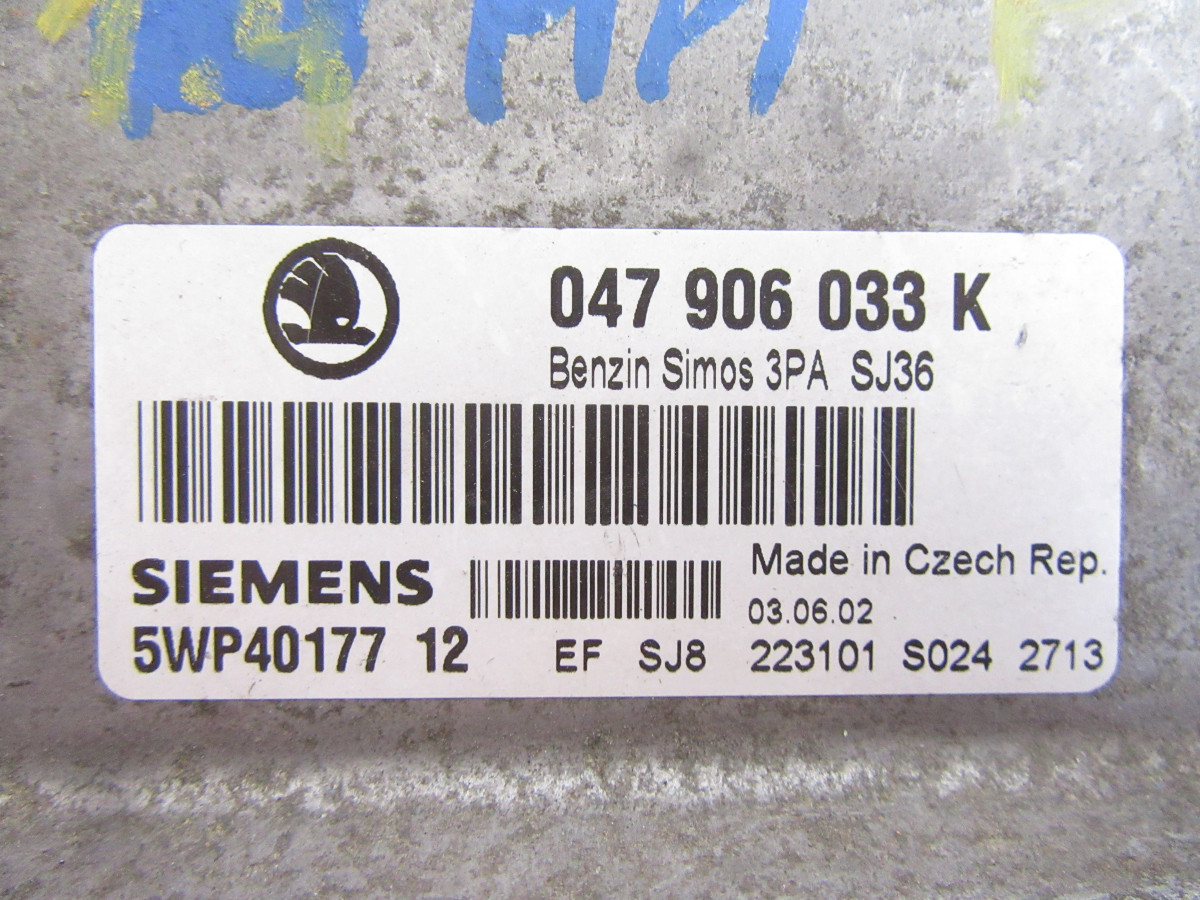 047 906 033 K
Benzin Simos 3PA SJ36
SIEMENS
Made in Czech Rep.
03.06.02
5WP40177 12 EF SJ8 223101 S024 2713